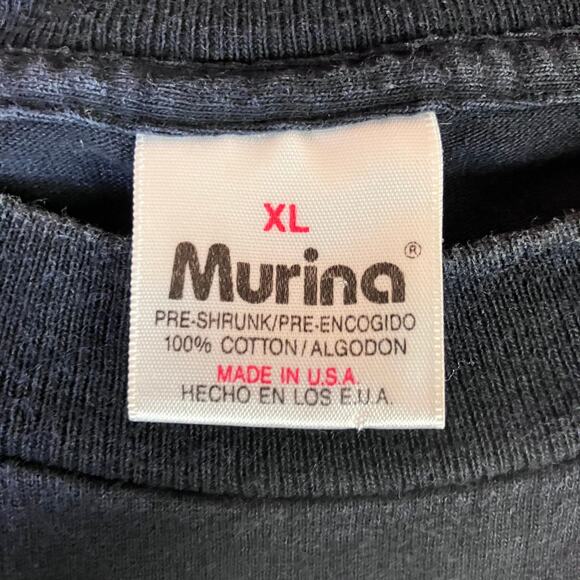 XL
Murina®
PRE-SHRUNK/PRE-ENCOGIDO
100% COTTON/ALGODON
MADE IN U.S.A.
HECHO EN LOS E.U.A.